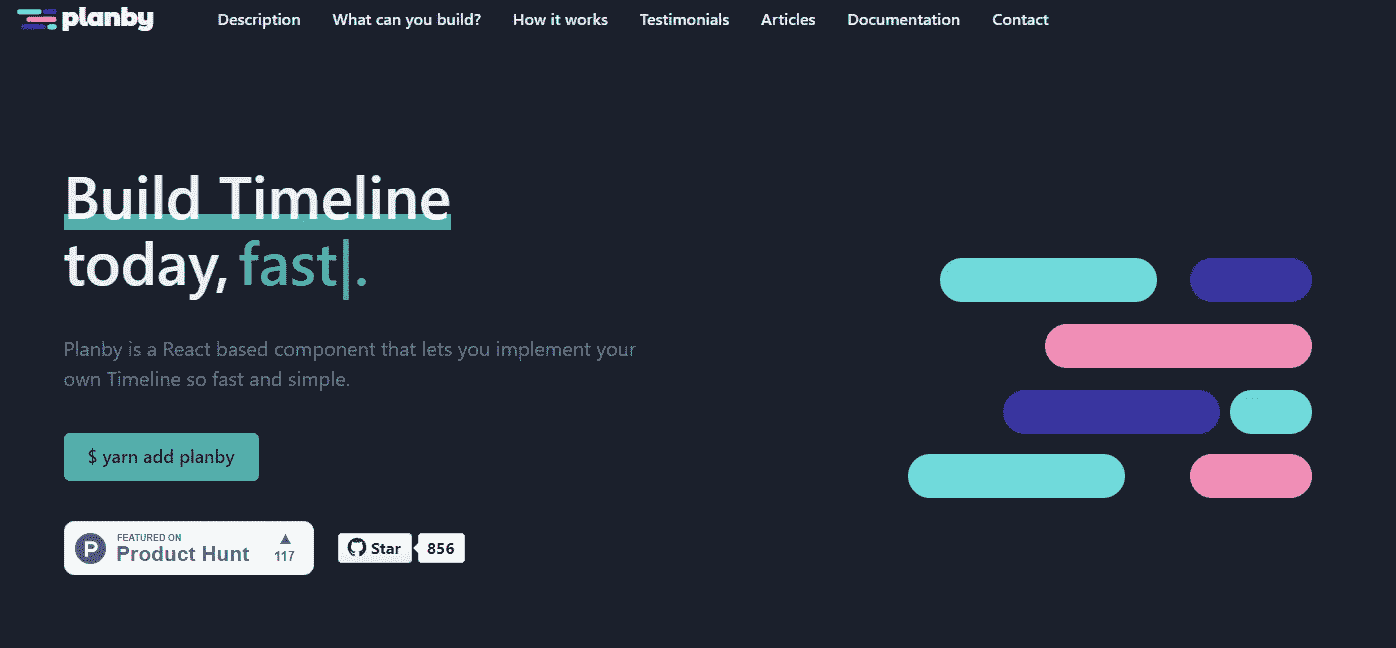 planby Description What can you build? How it works Testimonials Articles Documentation Contact
Build Timeline
today, fast|.
Planby is a React based component that lets you implement your
own Timeline so fast and simple.
$ yarn add planby
P FEATURED ON
Product Hunt 117
Star 856